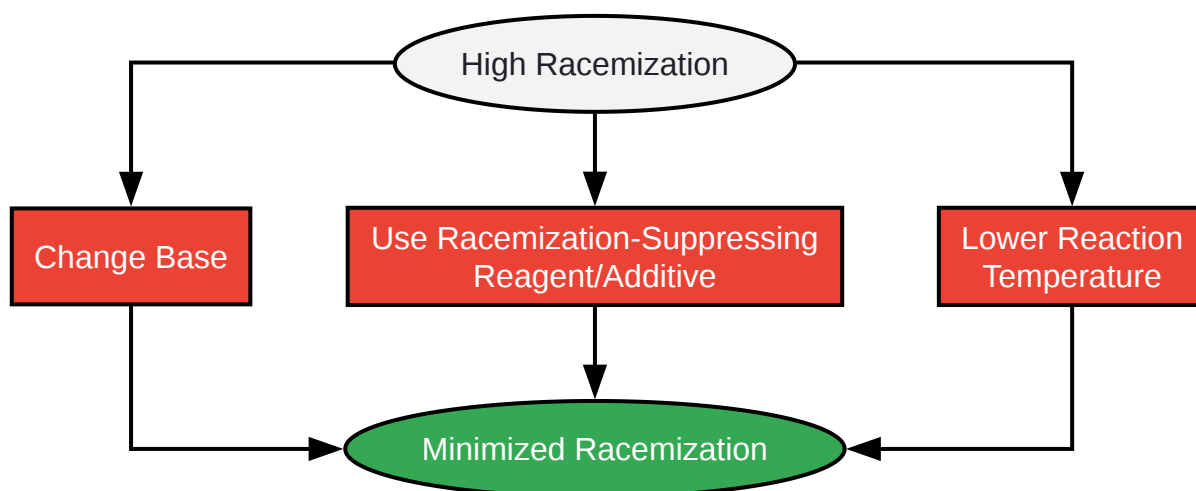 High Racemization
Change Base
Use Racemization-Suppressing
Reagent/Additive
Lower Reaction
Temperature
Minimized Racemization